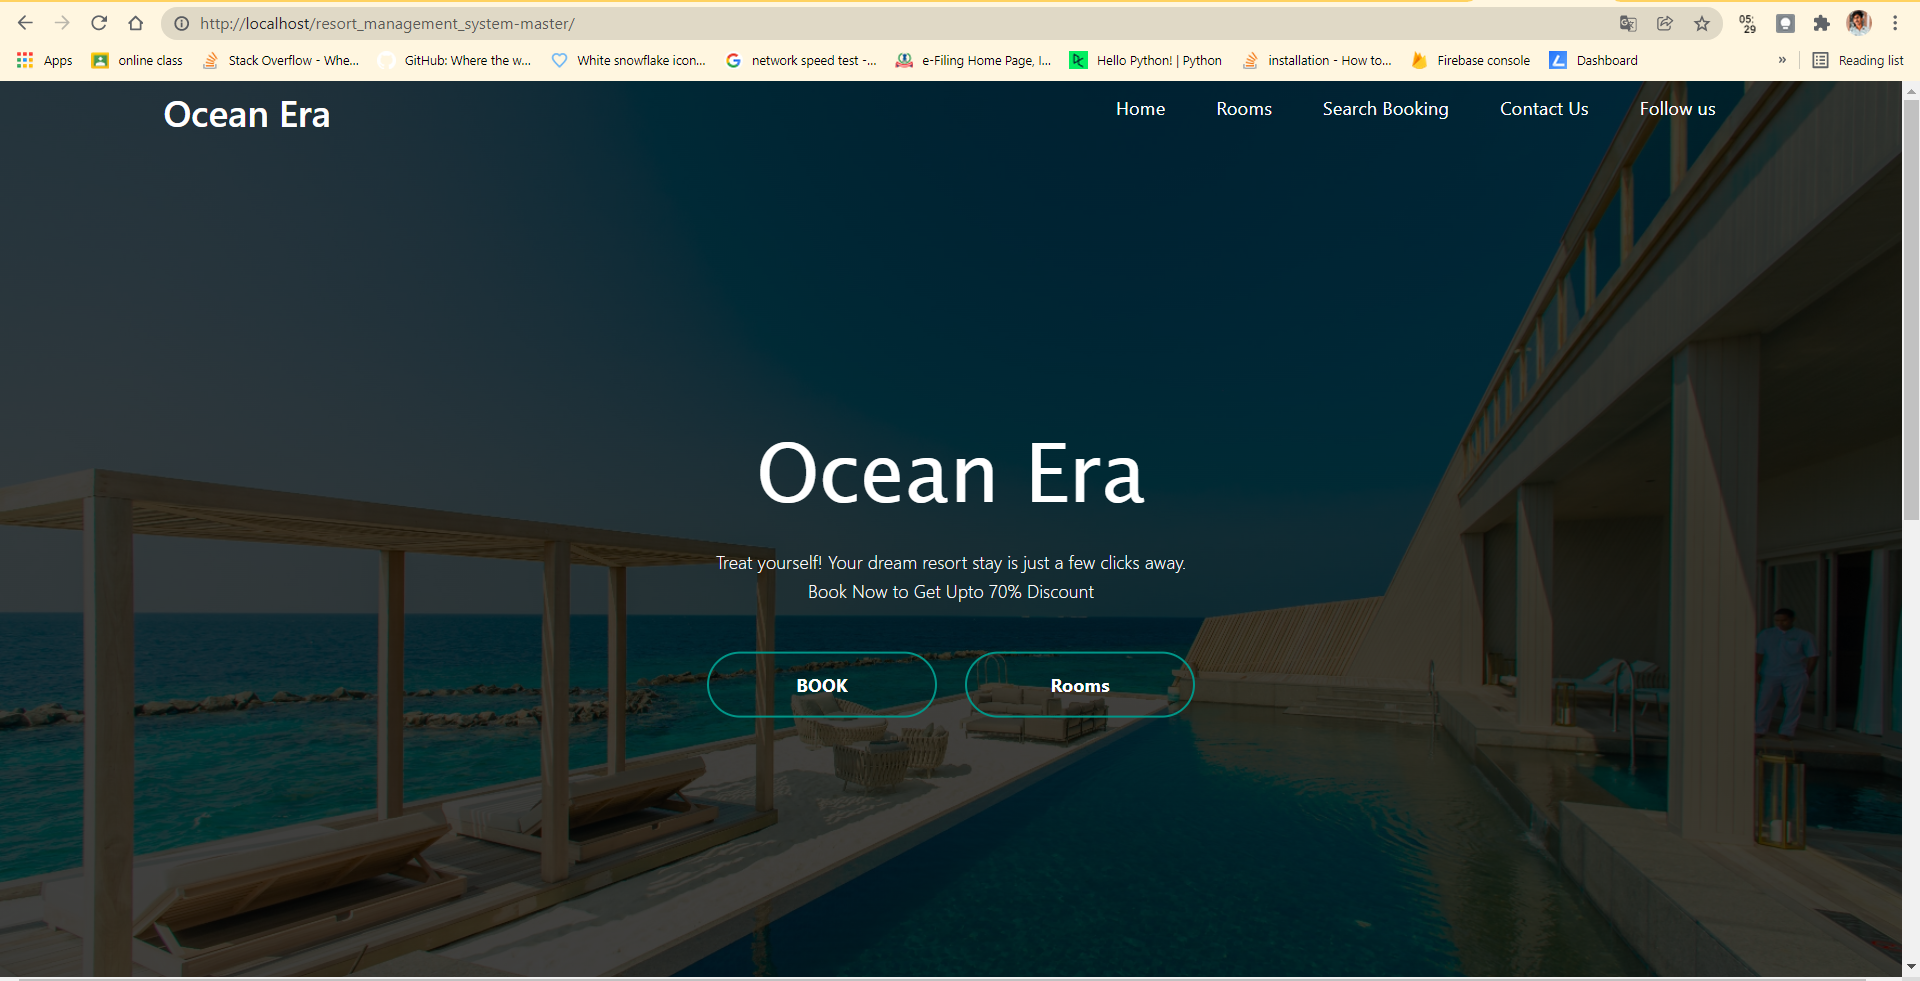 http://localhost/resort_management_system-master/
05:
29
Apps
online class
Stack Overflow - Whe...
GitHub: Where the w...
White snowflake icon...
network speed test -...
e-Filing Home Page, I...
Hello Python! | Python
installation - How to...
Firebase console
Dashboard
»
Reading list
Ocean Era
Home
Rooms
Search Booking
Contact Us
Follow us
Ocean Era
Treat yourself! Your dream resort stay is just a few clicks away.
Book Now to Get Upto 70% Discount
BOOK
Rooms